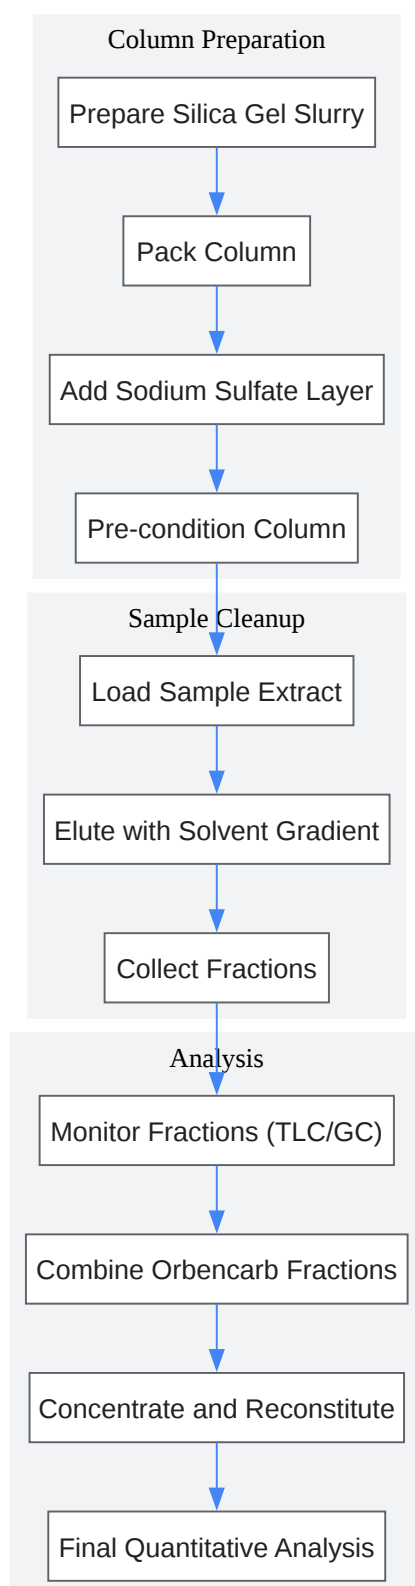 Column Preparation
Prepare Silica Gel Slurry
Pack Column
Add Sodium Sulfate Layer
Pre-condition Column
Sample Cleanup
Load Sample Extract
Elute with Solvent Gradient
Collect Fractions
Analysis
Monitor Fractions (TLC/GC)
Combine Orbencarb Fractions
Concentrate and Reconstitute
Final Quantitative Analysis